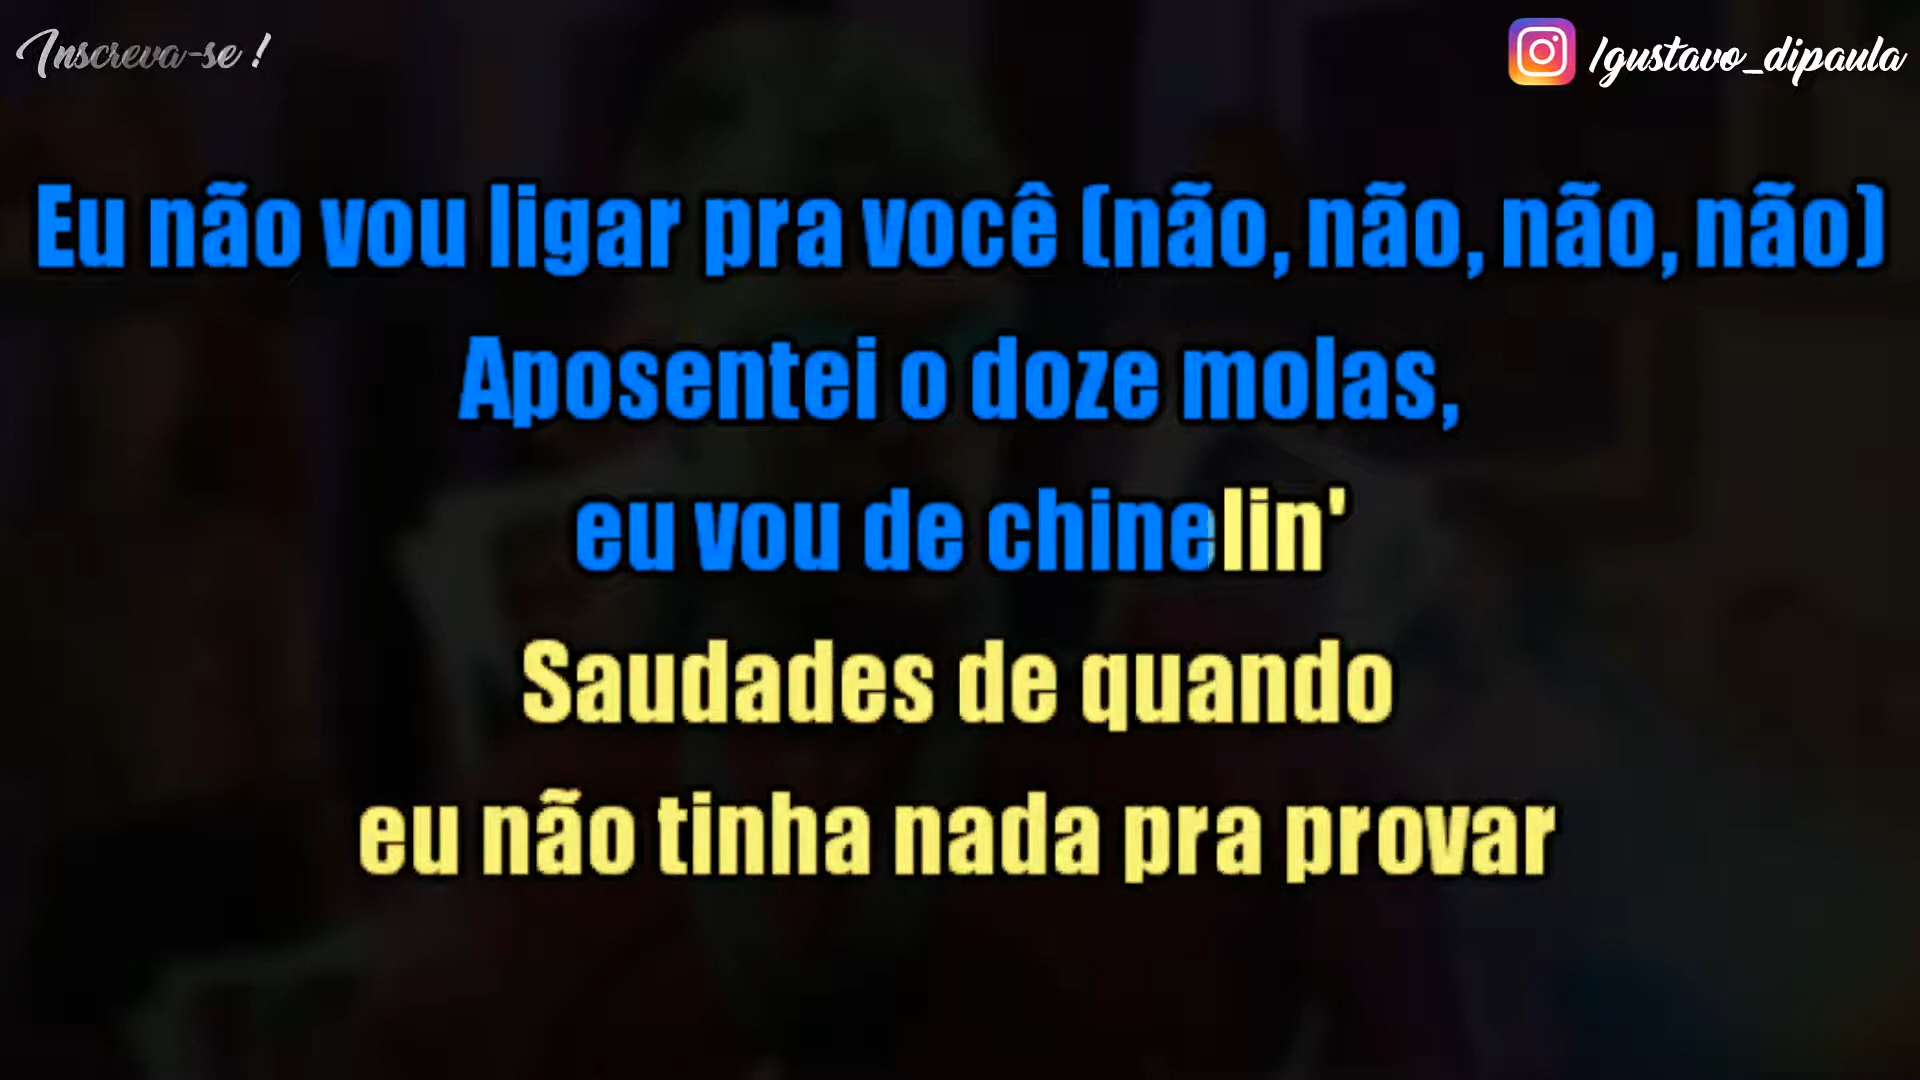 Inscreva-se !
/gustavo_dipaula
Eu não vou ligar pra você (não, não, não, não)
Aposentei o doze molas,
eu vou de chinelin'
Saudades de quando
eu não tinha nada pra provar